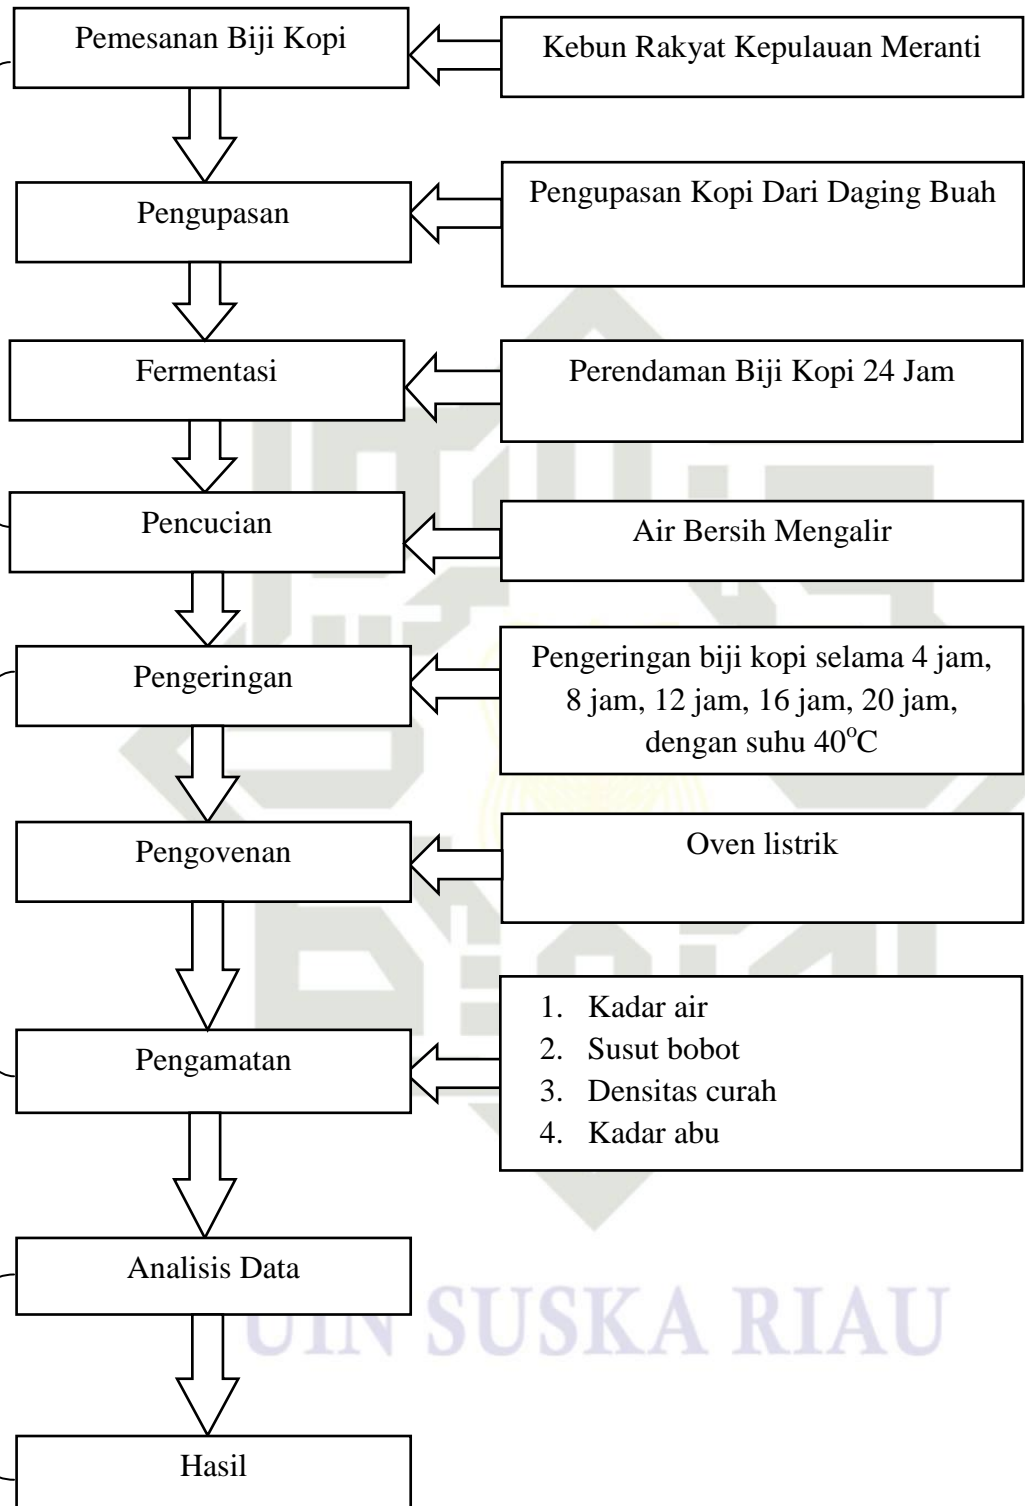 Pemesanan Biji Kopi
Kebun Rakyat Kepulauan Meranti
Pengupasan
Pengupasan Kopi Dari Daging Buah
Fermentasi
Perendaman Biji Kopi 24 Jam
Pencucian
Air Bersih Mengalir
Pengeringan
Pengeringan biji kopi selama 4 jam,
8 jam, 12 jam, 16 jam, 20 jam,
dengan suhu 40°C
Pengovenan
Oven listrik
Pengamatan
1. Kadar air
2. Susut bobot
3. Densitas curah
4. Kadar abu
Analisis Data
UIN SUSKA RIAU
Hasil